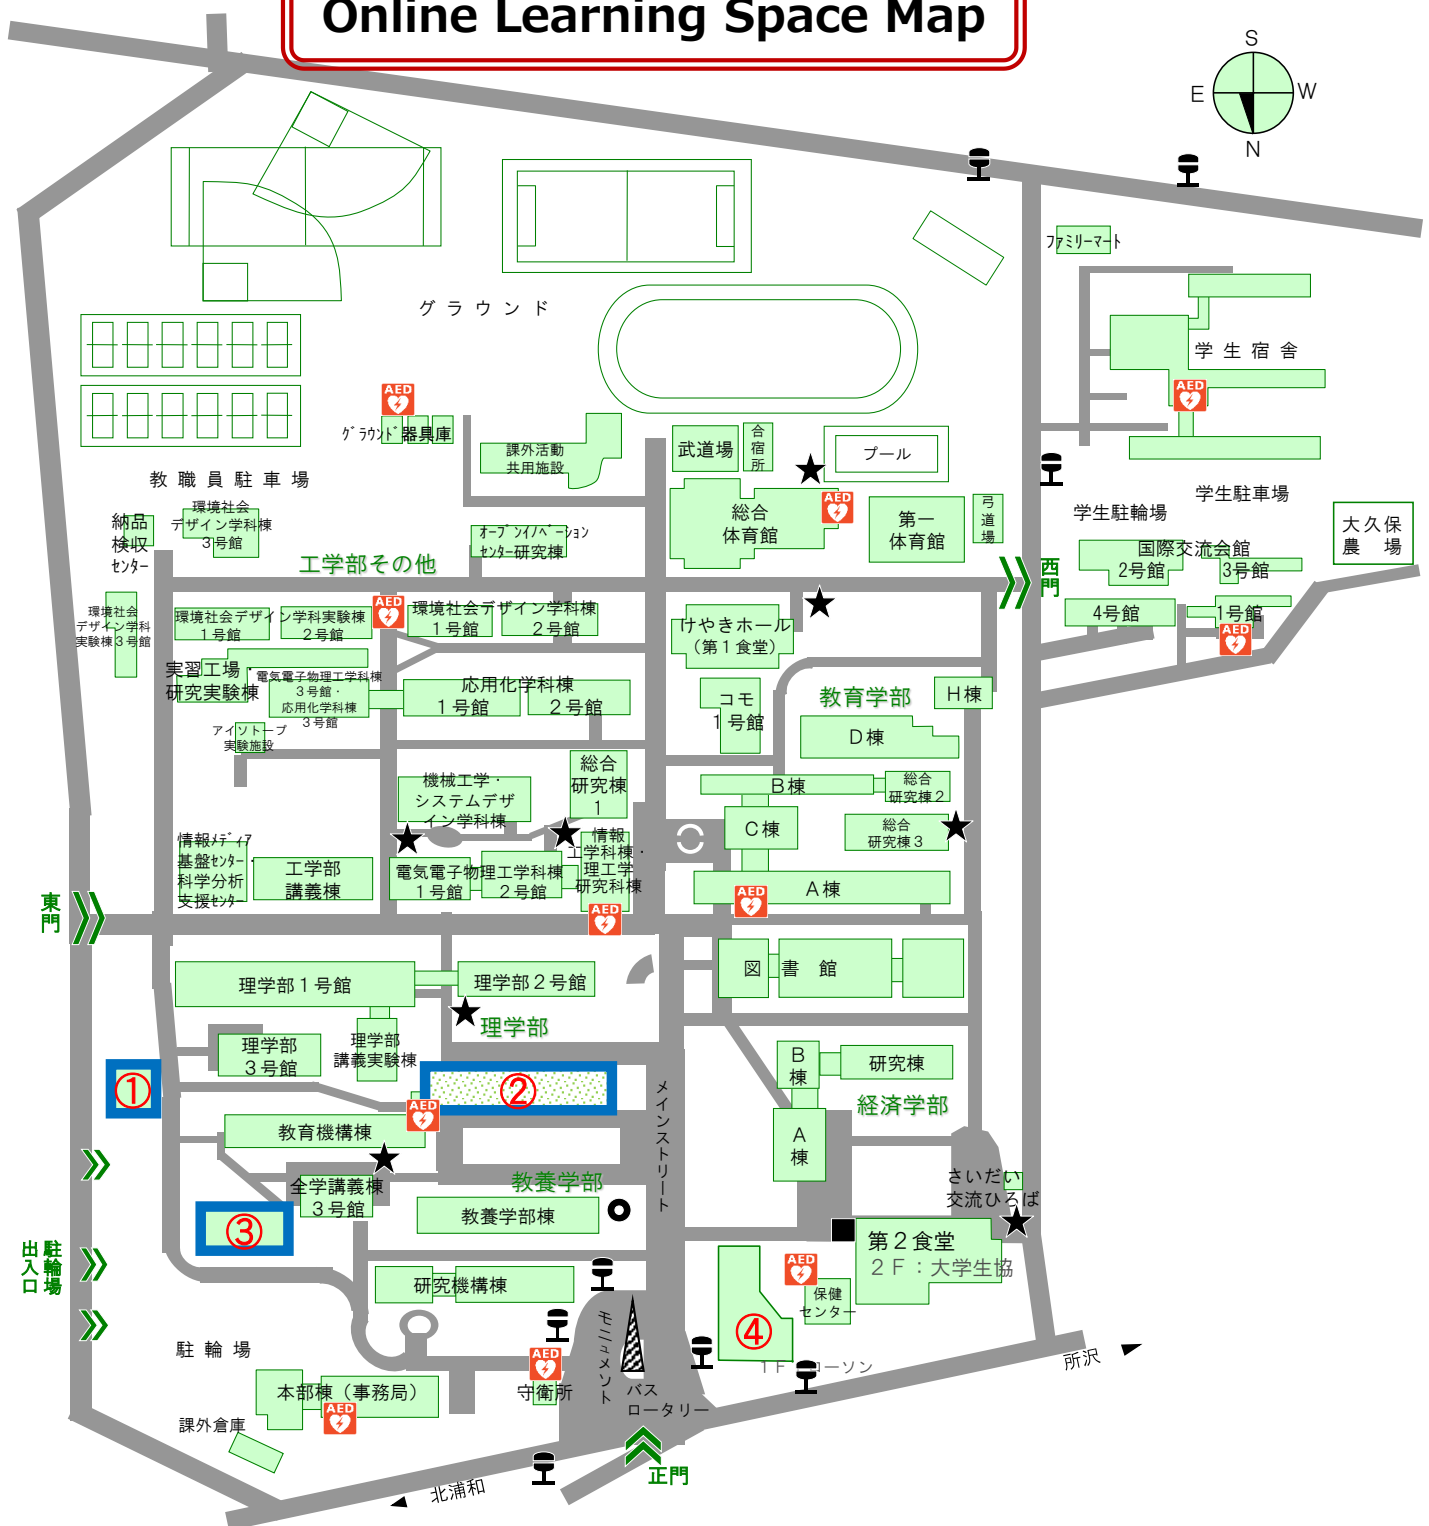 Online Learning Space Map
S
E
W
N
ファミリーマート
グラウンド
学生宿舎
AED
AED
グラウンド器具庫
課外活動
共用施設
武道場
合
宿
所
プール
教職員駐車場
学生駐車場
学生駐輪場
大久保
農　場
納品
検収
センター
環境社会
デザイン学科棟
３号館
オープンイノベーション
センター研究棟
総合
体育館
AED
第一
体育館
弓
道
場
国際交流会館
2号館
3号館
4号館
1号館
AED
西門
工学部その他
環境社会
デザイン学科
実験棟３号館
環境社会デザイン学科実験棟
１号館
２号館
AED
環境社会デザイン学科棟
１号館
２号館
けやきホール
（第１食堂）
実習工場・
研究実験棟
電気電子物理工学科棟
３号館・
応用化学科棟
３号館
応用化学科棟
１号館
２号館
コモ
１号館
教育学部
H棟
アイソトープ
実験施設
D棟
機械工学・
システムデザ
イン学科棟
総合
研究棟
1
B棟
総合
研究棟２
C棟
総合
研究棟３
情報メディア
基盤センター・
科学分析
支援センター
工学部
講義棟
電気電子物理工学科棟
１号館
２号館
情報
工学科棟・
理工学
研究科棟
AED
A棟
AED
東門
図書館
理学部１号館
理学部２号館
理学部
理学部
３号館
理学部
講義実験棟
①
②
AED
メインストリート
B
棟
研究棟
経済学部
A
棟
教育機構棟
全学講義棟
３号館
③
教養学部
教養学部棟
さいだい
交流ひろば
第２食堂
２Ｆ：大学生協
駐輪場
出入口
研究機構棟
AED
保健
センター
④
１Ｆ
ローソン
モニュメント
駐輪場
AED
守衛所
バス
ロータリー
所沢
本部棟（事務局）
AED
課外倉庫
正門
北浦和